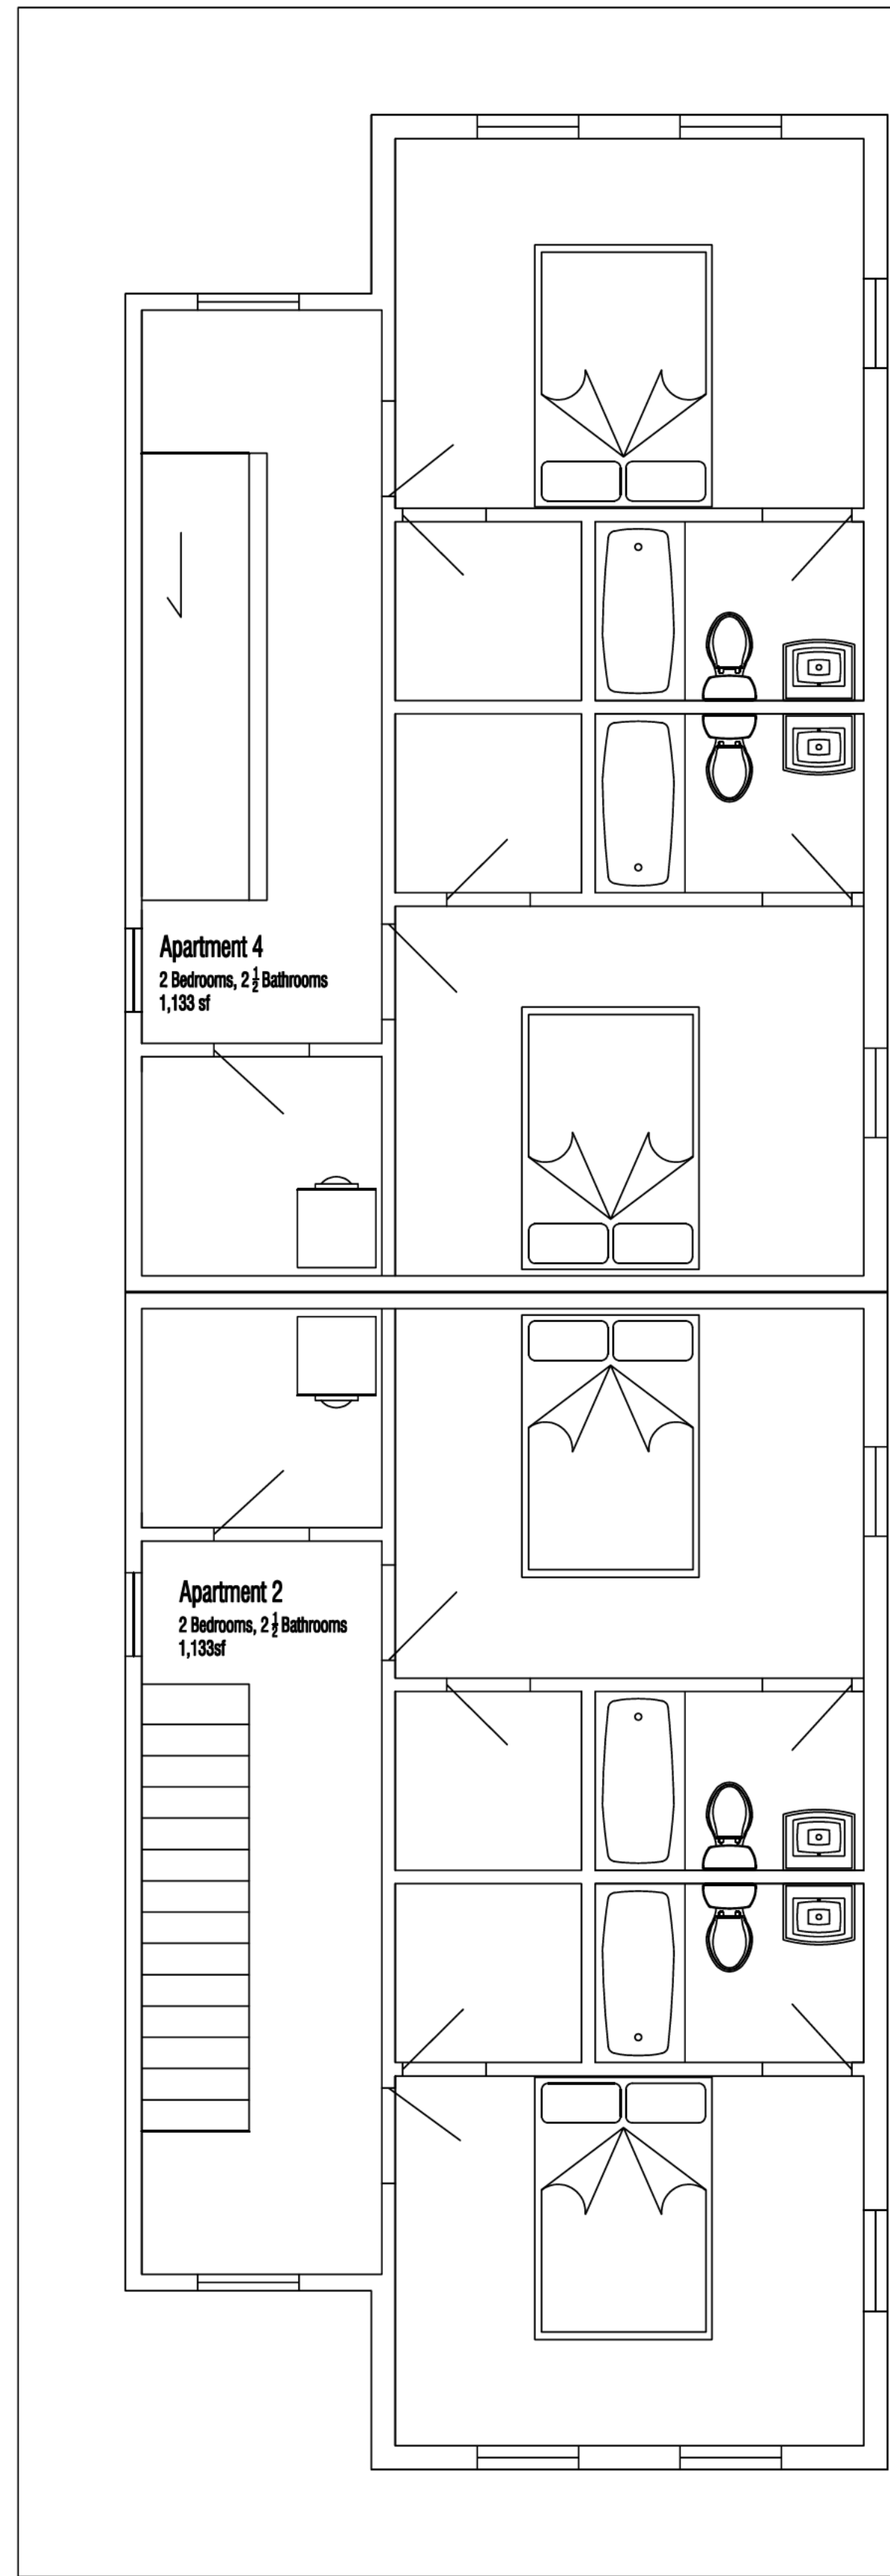 Apartment 4
2 Bedrooms, 2 ½ Bathrooms
1,133 sf
Apartment 2
2 Bedrooms, 2 ½ Bathrooms
1,133sf